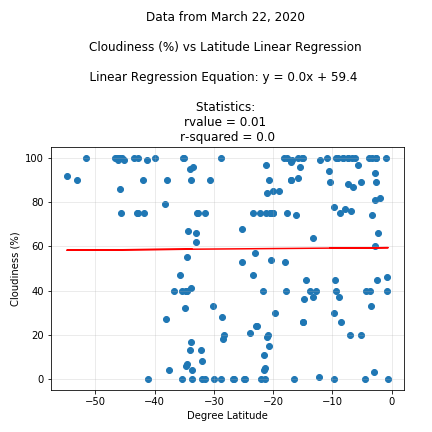 Data from March 22, 2020
Cloudiness (%) vs Latitude Linear Regression
Linear Regression Equation: y = 0.0x + 59.4
Statistics:
rvalue = 0.01
r-squared = 0.0
100
80
60
40
20
0
Cloudiness (%)
−50
−40
−30
−20
−10
0
Degree Latitude